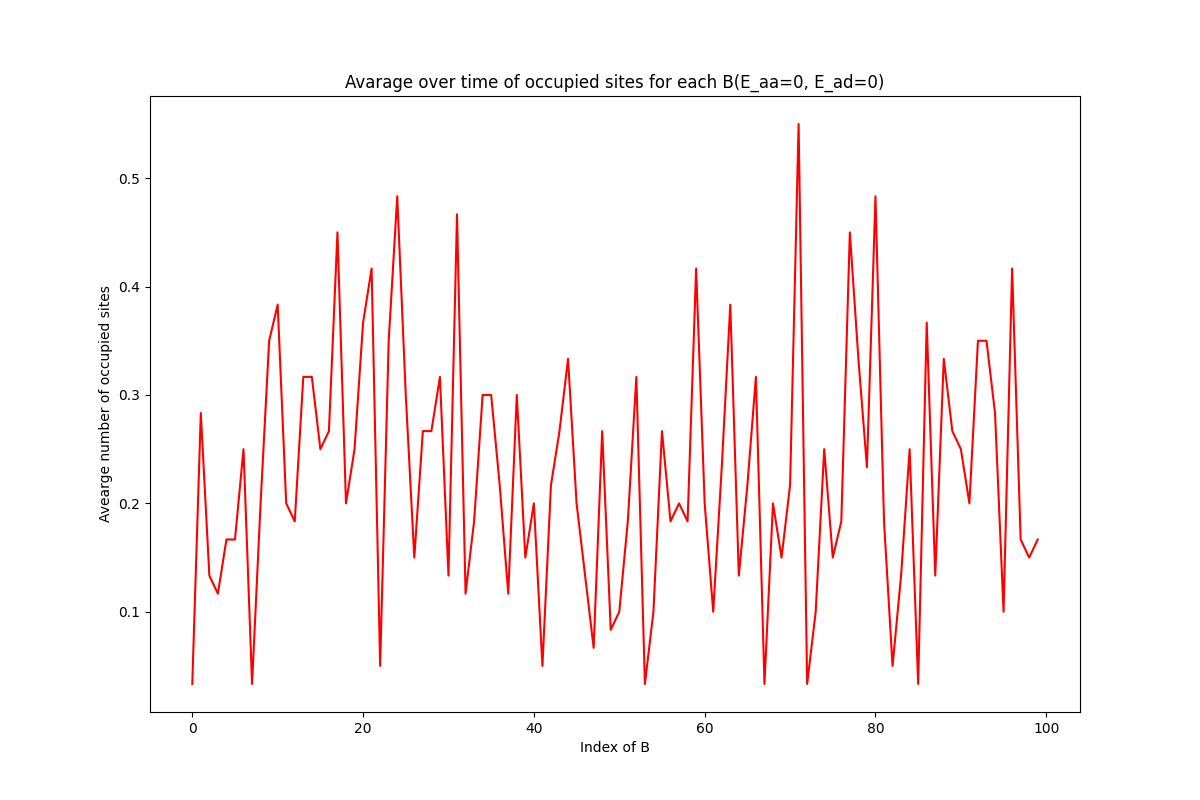 Avarage over time of occupied sites for each B(E_aa=0, E_ad=0)
0.5
0.4
0.3
0.2
0.1
Avearge number of occupied sites
0 20 40 60 80 100
Index of B